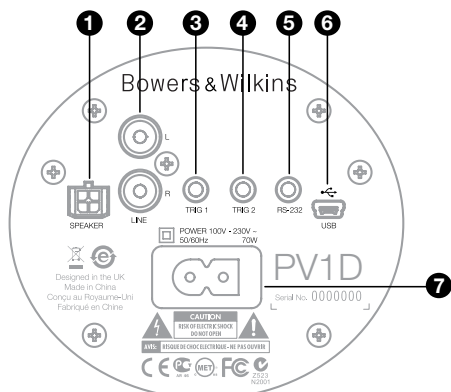 1 2 3 4 5 6
Bowers & Wilkins
L
R
SPEAKER LINE TRIG 1 TRIG 2 RS-232 USB
POWER 100V - 230V ~
50/60Hz 70W
PV1D
Serial No. 0000000
7
Designed in the UK
Made in China
Conçu au Royaume-Uni
Fabriqué en Chine
CAUTION
RISK OF ELECTRIC SHOCK
DO NOT OPEN
AVIS: RISQUE DE CHOC ELECTRIQUE - NE PAS OUVRIR
CE MET FC Z523
N2001